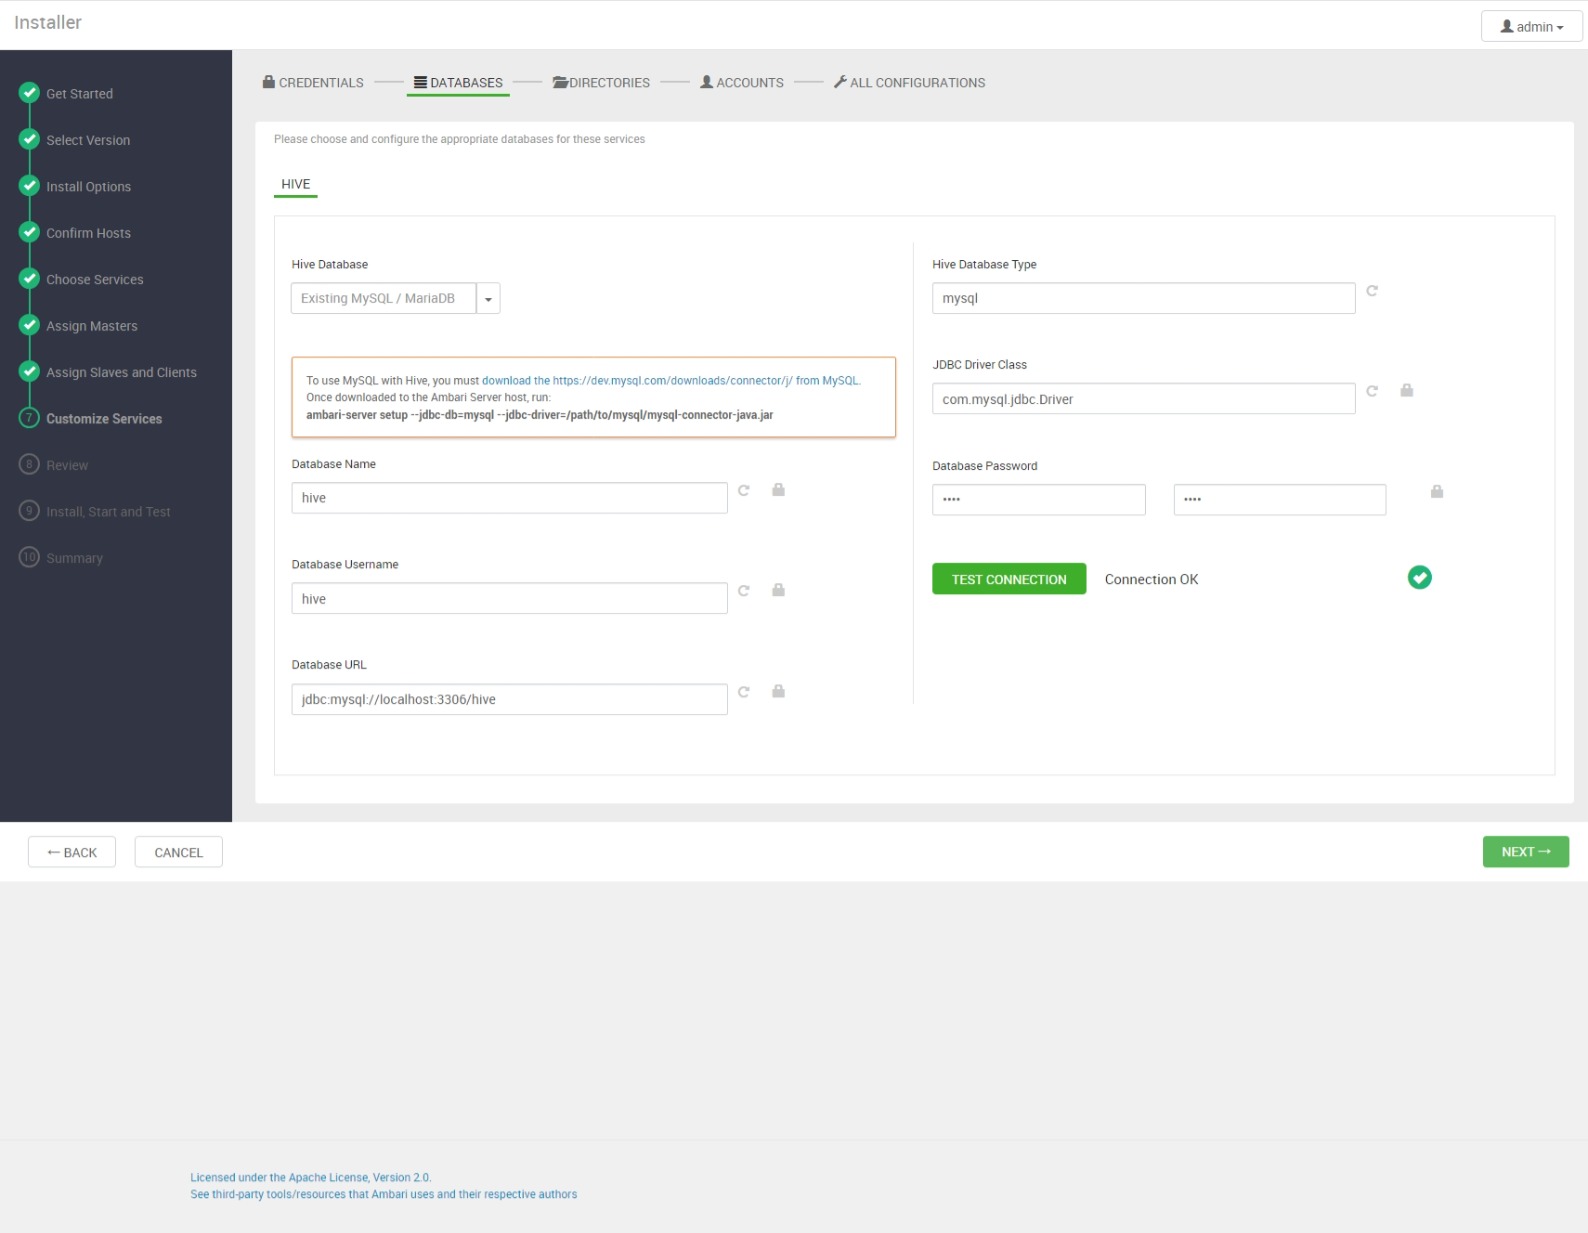 Installer
admin
CREDENTIALS
DATABASES
DIRECTORIES
ACCOUNTS
ALL CONFIGURATIONS
Get Started
Select Version
Install Options
Confirm Hosts
Choose Services
Assign Masters
Assign Slaves and Clients
7 Customize Services
8 Review
9 Install, Start and Test
10 Summary
Please choose and configure the appropriate databases for these services
HIVE
Hive Database
Existing MySQL / MariaDB
To use MySQL with Hive, you must download the https://dev.mysql.com/downloads/connector/j/ from MySQL.
Once downloaded to the Ambari Server host, run:
ambari-server setup --jdbc-db=mysql --jdbc-driver=/path/to/mysql/mysql-connector-java.jar
Database Name
hive
Database Username
hive
Database URL
jdbc:mysql://localhost:3306/hive
Hive Database Type
mysql
JDBC Driver Class
com.mysql.jdbc.Driver
Database Password
•••• ••••
TEST CONNECTION Connection OK
← BACK
CANCEL
NEXT →
Licensed under the Apache License, Version 2.0.
See third-party tools/resources that Ambari uses and their respective authors